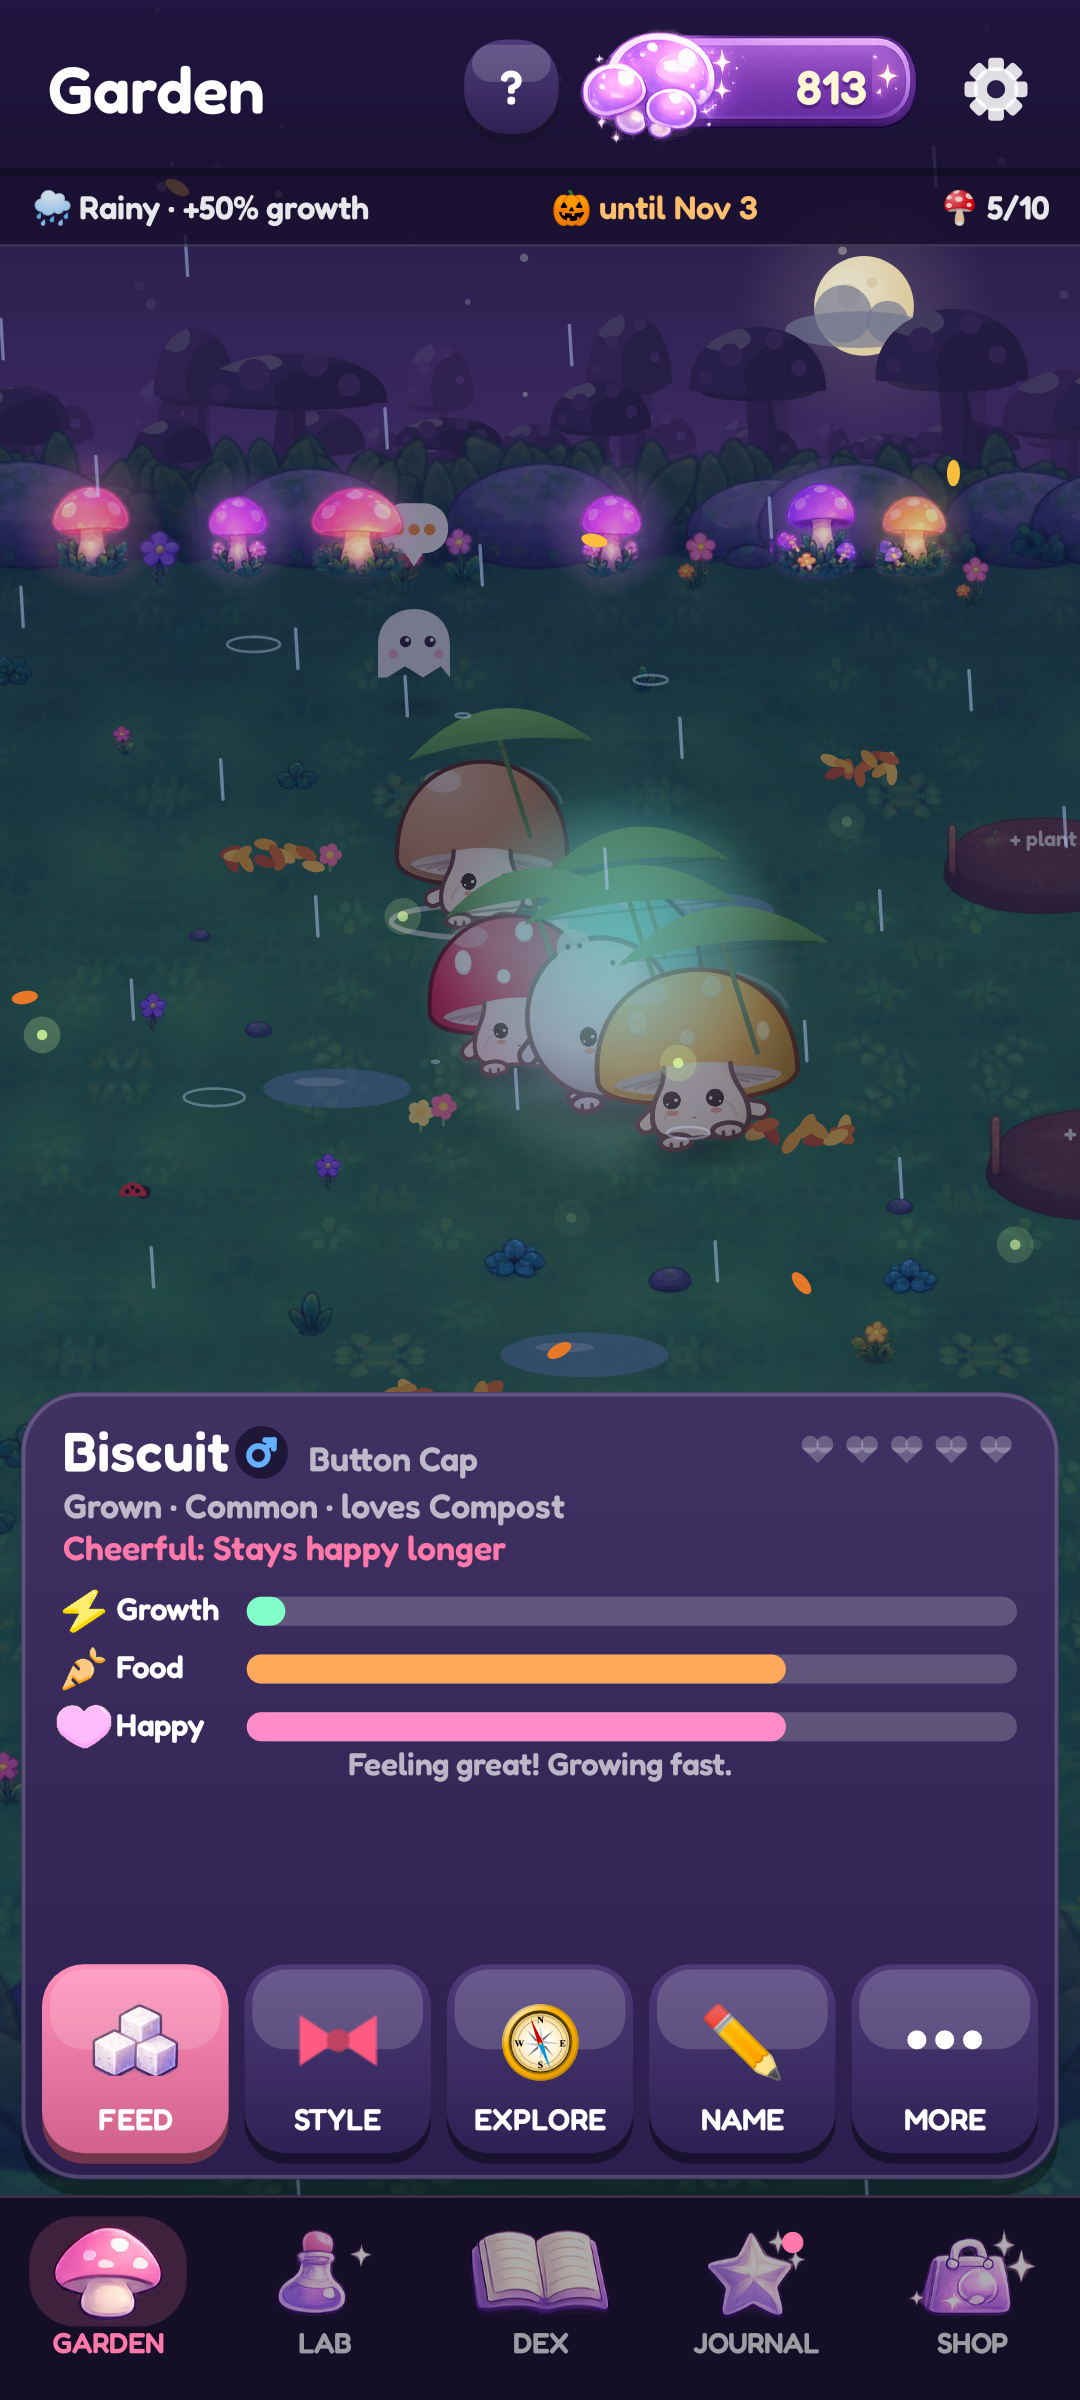 Garden
?
813
Rainy · +50% growth
until Nov 3
5/10
+ plant
+
Biscuit
Button Cap
Grown · Common · loves Compost
Cheerful: Stays happy longer
Growth
Food
Happy
Feeling great! Growing fast.
FEED
STYLE
N
W E
S
EXPLORE
NAME
MORE
GARDEN
LAB
DEX
JOURNAL
SHOP